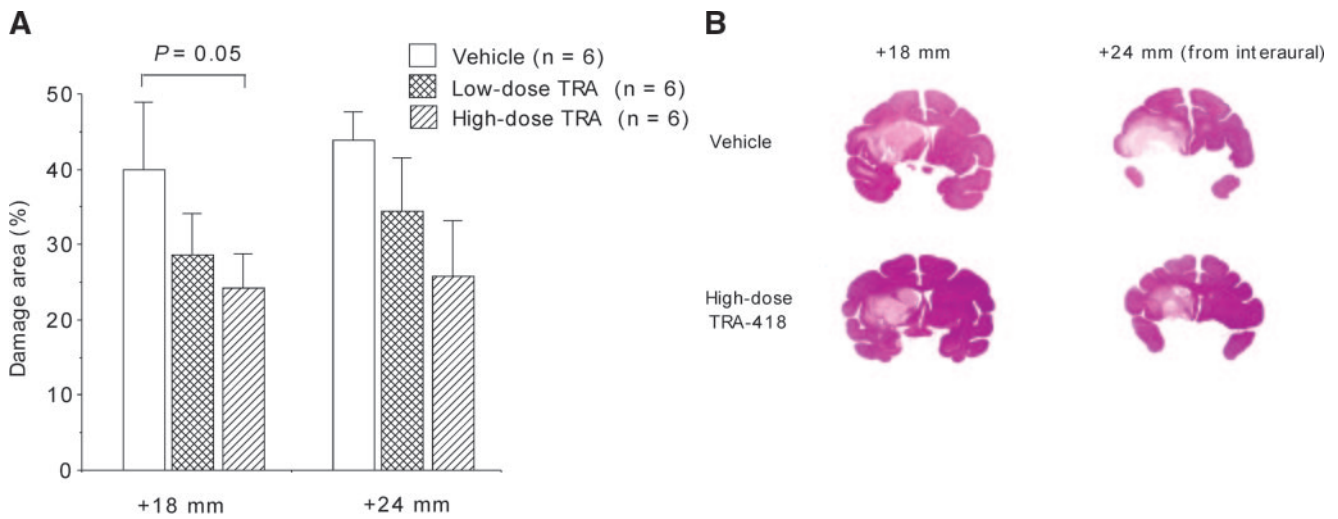 A
P = 0.05
Vehicle (n = 6)
Low-dose TRA (n = 6)
High-dose TRA (n = 6)
50
40
30
20
10
0
Damage area (%)
+18 mm
+24 mm
B
+18 mm
+24 mm (from interaural)
Vehicle
High-dose
TRA-418